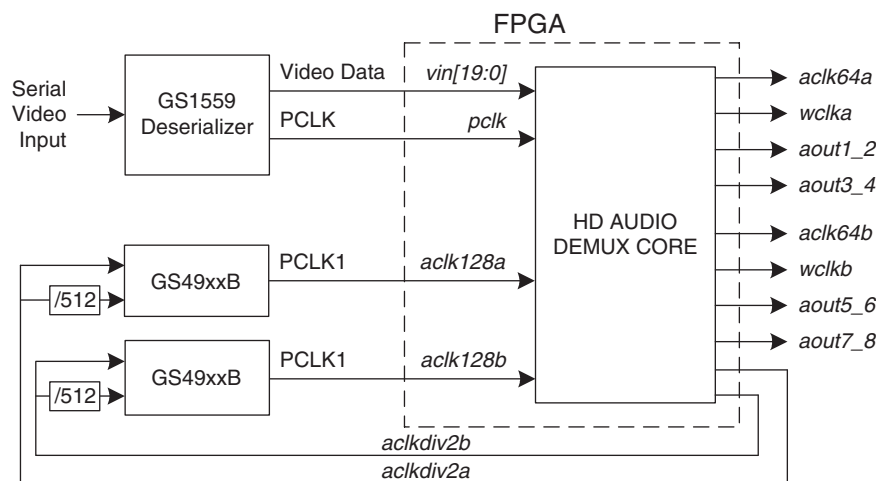 FPGA
Serial
Video
Input
GS1559
Deserializer
Video Data
vin[19:0]
PCLK
pclk
HD AUDIO
DEMUX CORE
aclk64a
wclka
aout1_2
aout3_4
aclk64b
wclkb
aout5_6
aout7_8
/512
GS49xxB
PCLK1
aclk128a
/512
GS49xxB
PCLK1
aclk128b
aclkdiv2b
aclkdiv2a